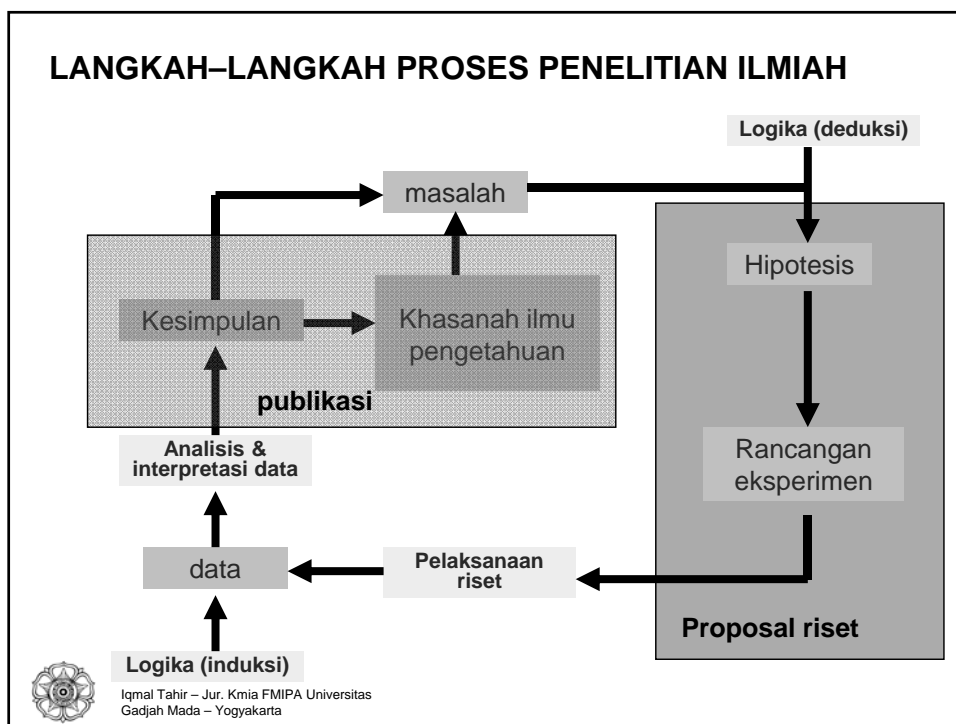 LANGKAH–LANGKAH PROSES PENELITIAN ILMIAH
Logika (deduksi)
masalah
Hipotesis
Kesimpulan
Khasanah ilmu
pengetahuan
publikasi
Analisis &
interpretasi data
Rancangan
eksperimen
data
Pelaksanaan
riset
Proposal riset
Logika (induksi)
Iqmal Tahir – Jur. Kmia FMIPA Universitas
Gadjah Mada – Yogyakarta